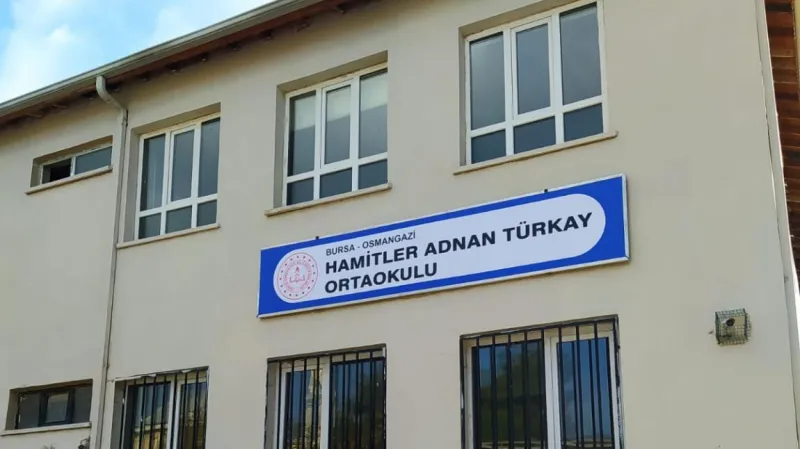 BURSA - OSMANGAZİ
HAMİTLER ADNAN TÜRKAY
ORTAOKULU